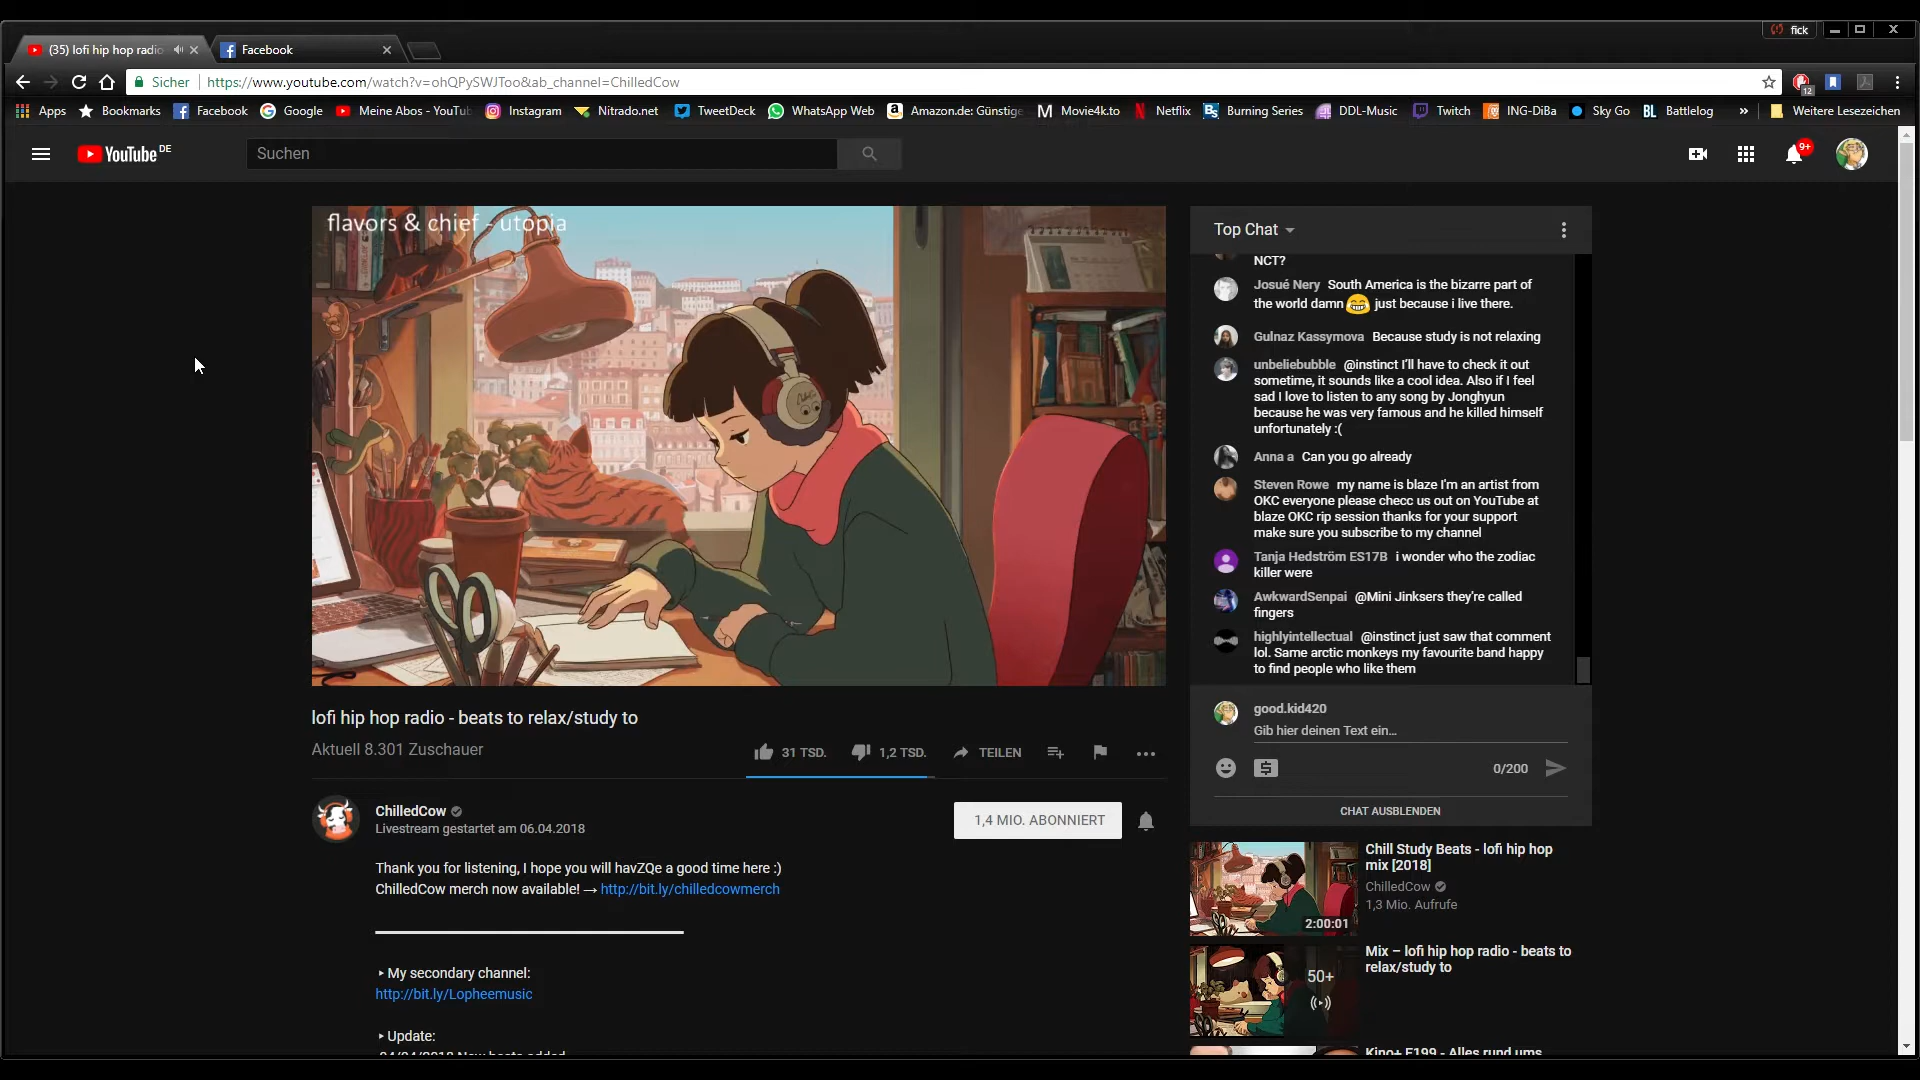 fick
(35) lofi hip hop radio
Facebook
Sicher https://www.youtube.com/watch?v=ohQPySWJToo&ab_channel=ChilledCow
12
Apps Bookmarks Facebook Google Meine Abos - YouTu Instagram Nitrado.net TweetDeck WhatsApp Web Amazon.de: Günstige Movie4k.to Netflix Burning Series DDL-Music Twitch ING-DiBa Sky Go BL Battlelog » Weitere Lesezeichen
YouTube DE
Suchen
9+
flavors & chief - utopia
lofi hip hop radio - beats to relax/study to
Aktuell 8.301 Zuschauer
31 TSD. 1,2 TSD. TEILEN
ChilledCow
Livestream gestartet am 06.04.2018
1,4 MIO. ABONNIERT
Thank you for listening, I hope you will havZQe a good time here :)
ChilledCow merch now available! → http://bit.ly/chilledcowmerch
‣ My secondary channel:
http://bit.ly/Lopheemusic
‣ Update:
Top Chat
NCT?
Josué Nery South America is the bizarre part of
the world damn 😁 just because i live there.
Gulnaz Kassymova Because study is not relaxing
unbeliebubble @instinct I'll have to check it out
sometime, it sounds like a cool idea. Also if I feel
sad I love to listen to any song by Jonghyun
because he was very famous and he killed himself
unfortunately :(
Anna a Can you go already
Steven Rowe my name is blaze I'm an artist from
OKC everyone please checc us out on YouTube at
blaze OKC rip session thanks for your support
make sure you subscribe to my channel
Tanja Hedström ES17B i wonder who the zodiac
killer were
AwkwardSenpai @Mini Jinksers they're called
fingers
highlyintellectual @instinct just saw that comment
lol. Same arctic monkeys my favourite band happy
to find people who like them
good.kid420
Gib hier deinen Text ein...
0/200
CHAT AUSBLENDEN
Chill Study Beats - lofi hip hop
mix [2018]
ChilledCow
1,3 Mio. Aufrufe
2:00:01
Mix – lofi hip hop radio - beats to
relax/study to
50+
Kino+ F199 - Alles rund ums